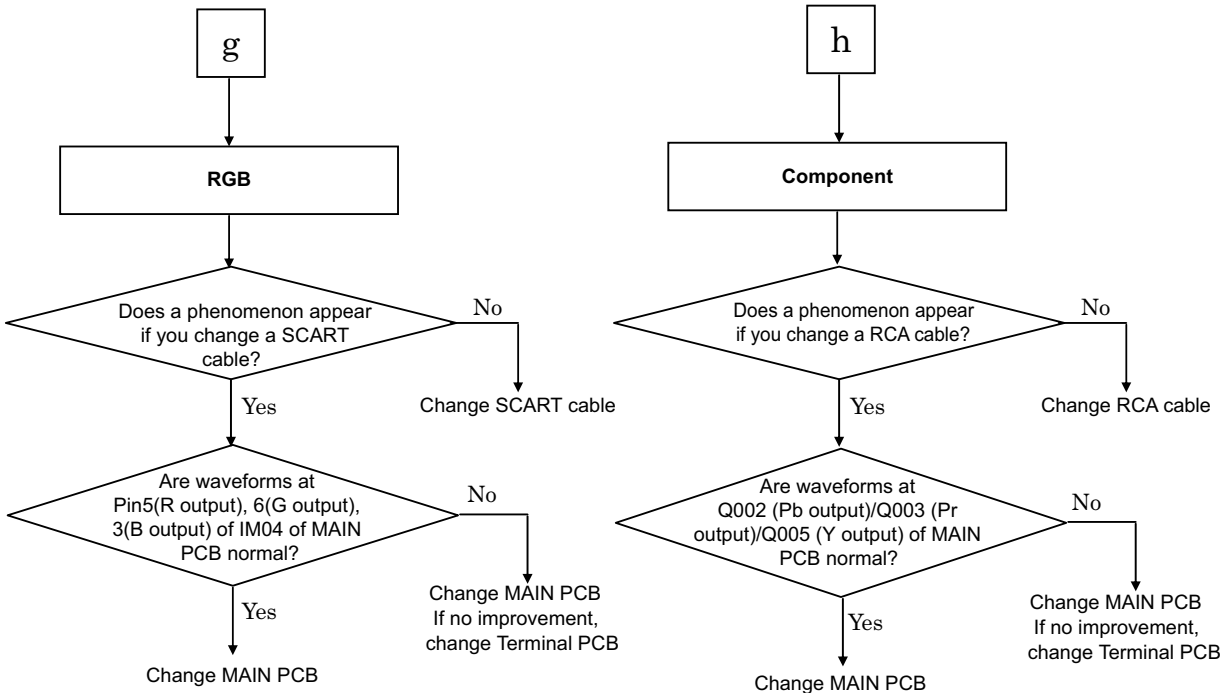 g
RGB
Does a phenomenon appear
if you change a SCART
cable?
No
Change SCART cable
Yes
Are waveforms at
Pin5(R output), 6(G output),
3(B output) of IM04 of MAIN
PCB normal?
No
Change MAIN PCB
If no improvement,
change Terminal PCB
Yes
Change MAIN PCB
h
Component
Does a phenomenon appear
if you change a RCA cable?
No
Change RCA cable
Yes
Are waveforms at
Q002 (Pb output)/Q003 (Pr
output)/Q005 (Y output) of MAIN
PCB normal?
No
Change MAIN PCB
If no improvement,
change Terminal PCB
Yes
Change MAIN PCB